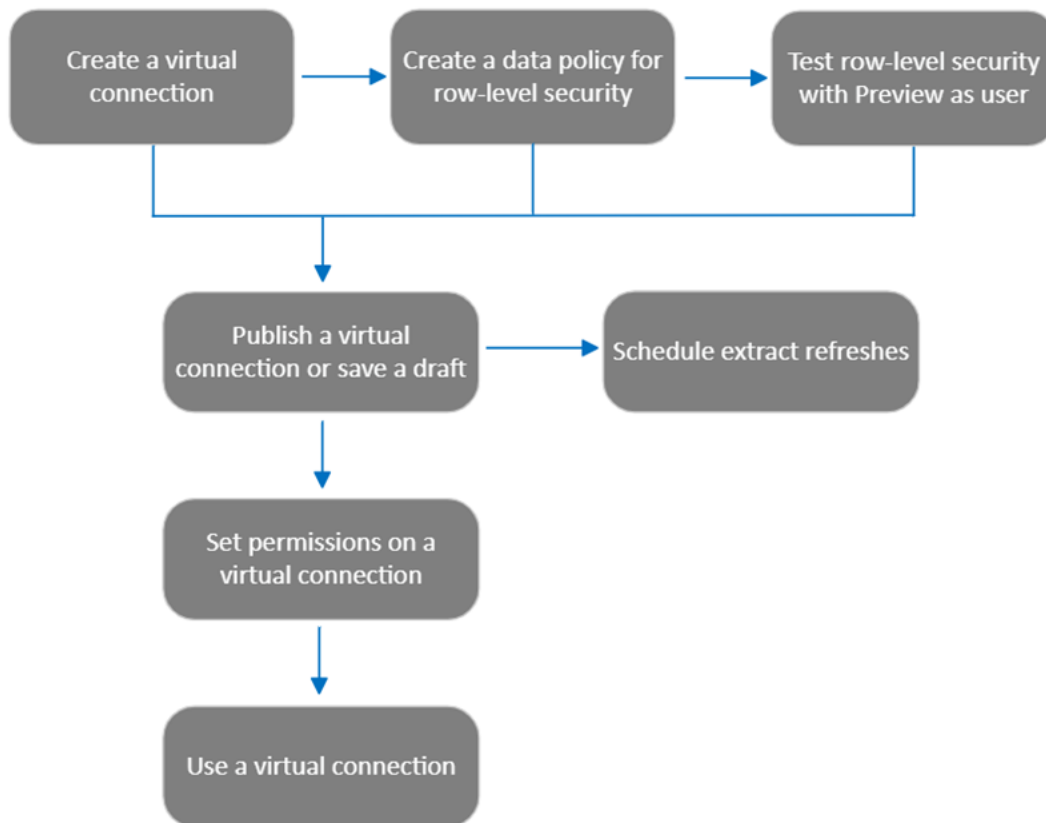 Create a virtual
connection
Create a data policy for
row-level security
Test row-level security
with Preview as user
Publish a virtual
connection or save a draft
Schedule extract refreshes
Set permissions on a
virtual connection
Use a virtual connection